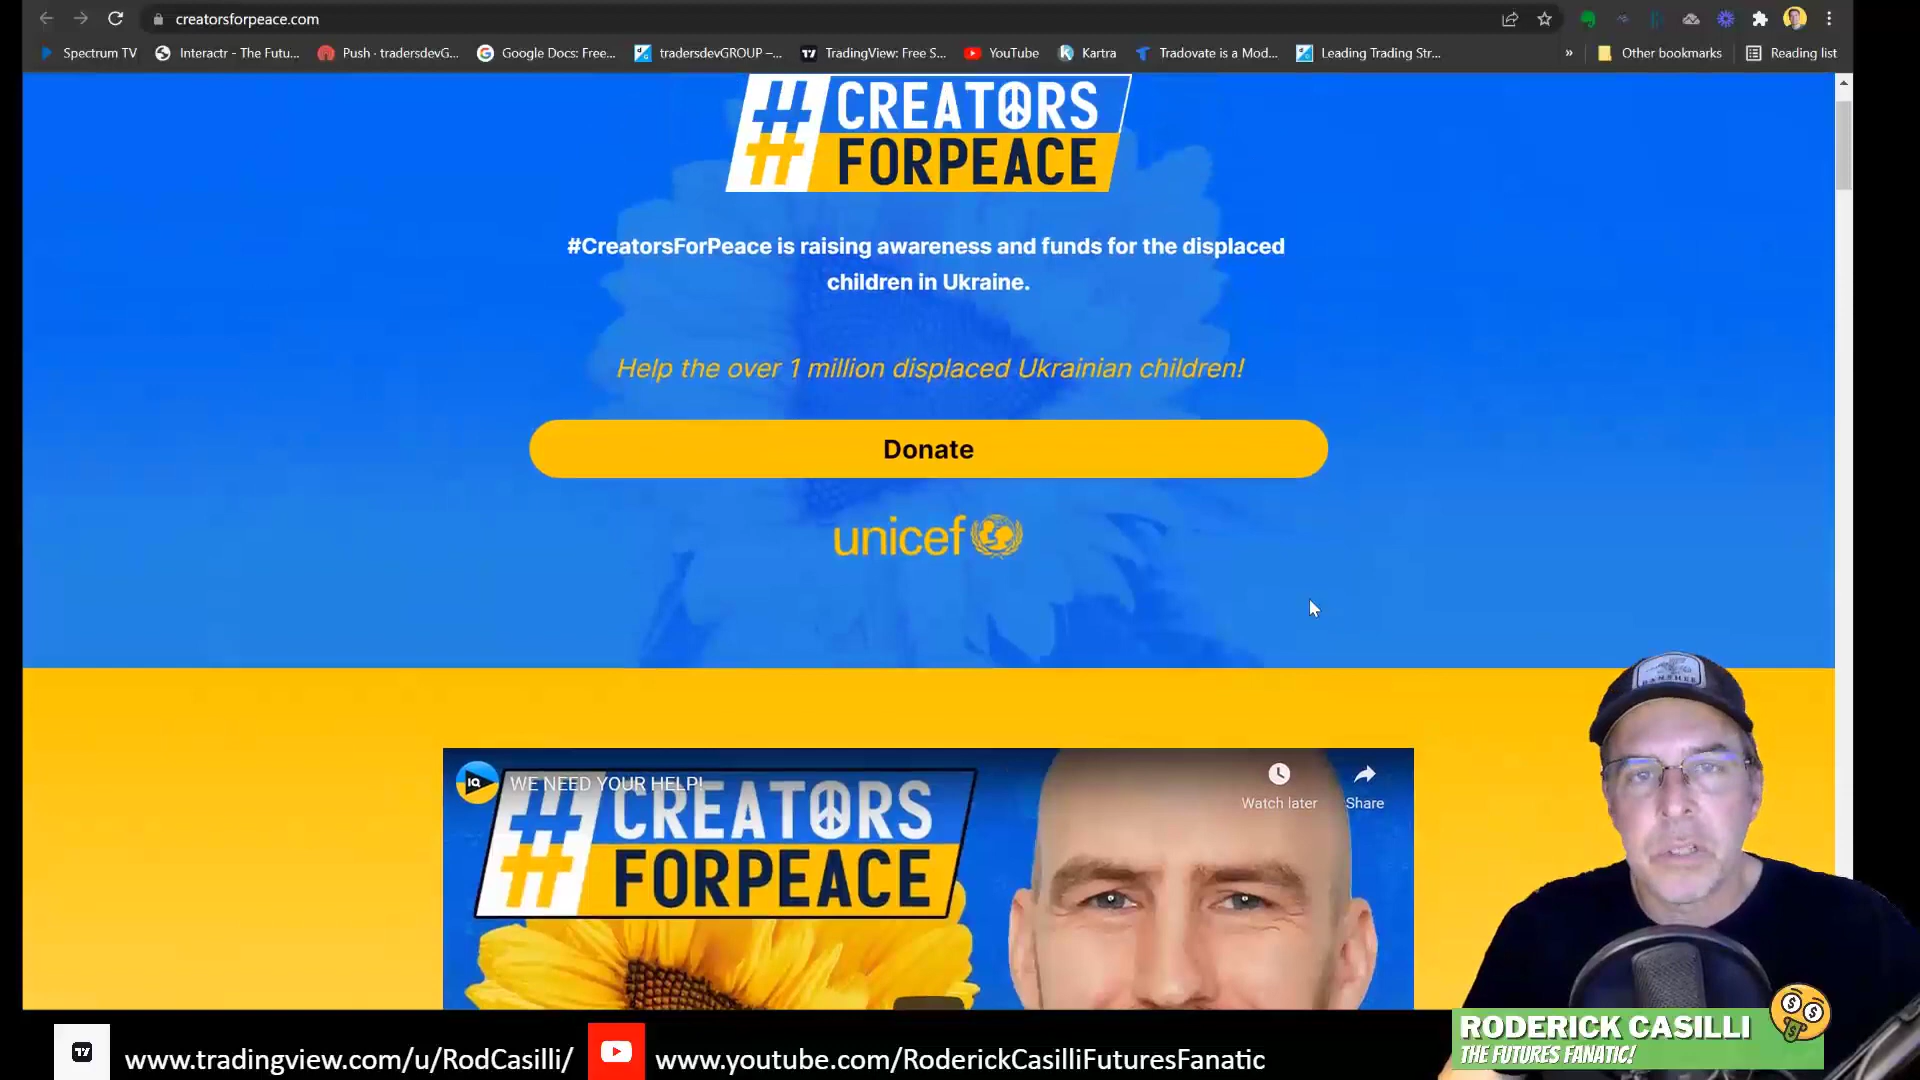 creatorsforpeace.com
Spectrum TV
Interactr - The Futu...
Push · tradersdevG...
Google Docs: Free...
tradersdevGROUP –...
TradingView: Free S...
YouTube
Kartra
Tradovate is a Mod...
Leading Trading Str...
»
Other bookmarks
Reading list
#CREATORS
FORPEACE
#CreatorsForPeace is raising awareness and funds for the displaced
children in Ukraine.
Help the over 1 million displaced Ukrainian children!
Donate
unicef
IQ
WE NEED YOUR HELP!
Watch later
Share
#CREATORS
FORPEACE
BANSHEE
RODERICK CASILLI
THE FUTURES FANATIC!
www.tradingview.com/u/RodCasilli/
www.youtube.com/RoderickCasilliFuturesFanatic